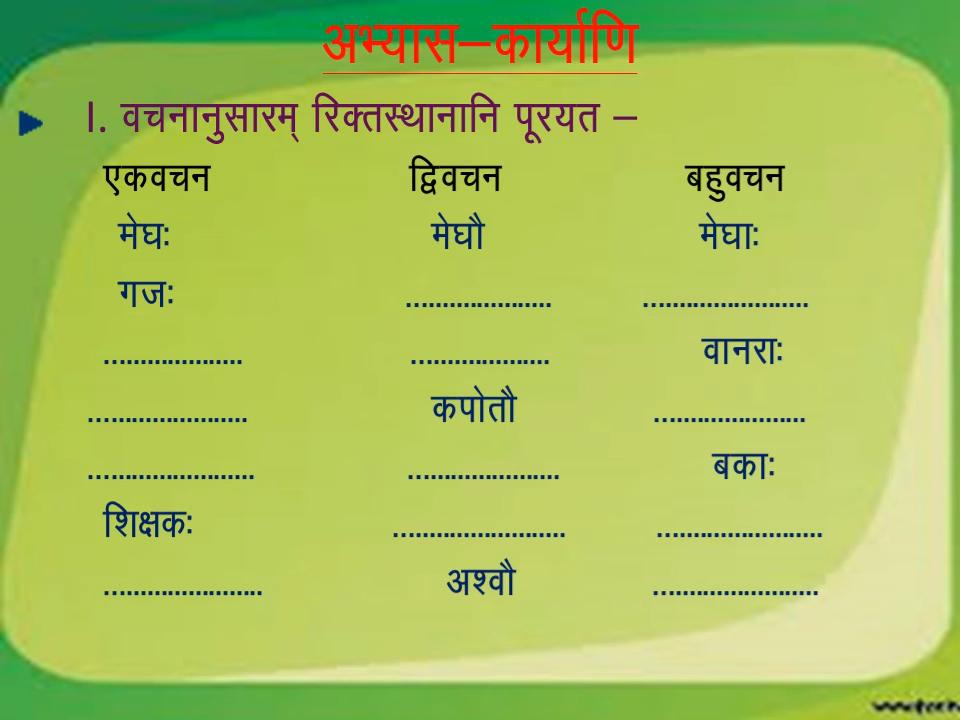 अभ्यास–कार्याणि
I. वचनानुसारम् रिक्तस्थानानि पूरयत –
एकवचन द्विवचन बहुवचन
मेघः मेघौ मेघाः
गजः ..................... ........................
.................... .................... वानराः
....................... कपोतौ ......................
........................ ...................... बकाः
शिक्षकः ......................... ........................
....................... अश्वौ ........................